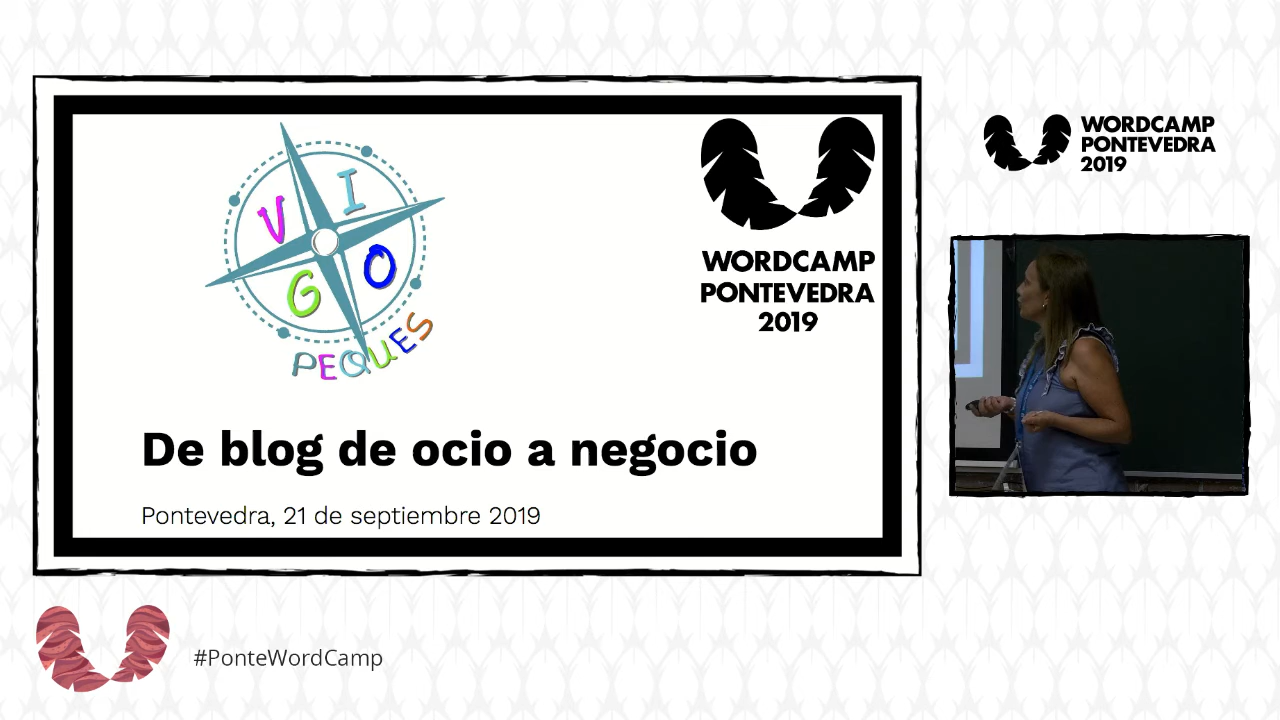 VIGO
PEQUES
WORDCAMP
PONTEVEDRA
2019
De blog de ocio a negocio
Pontevedra, 21 de septiembre 2019
WORDCAMP
PONTEVEDRA
2019
#PonteWordCamp